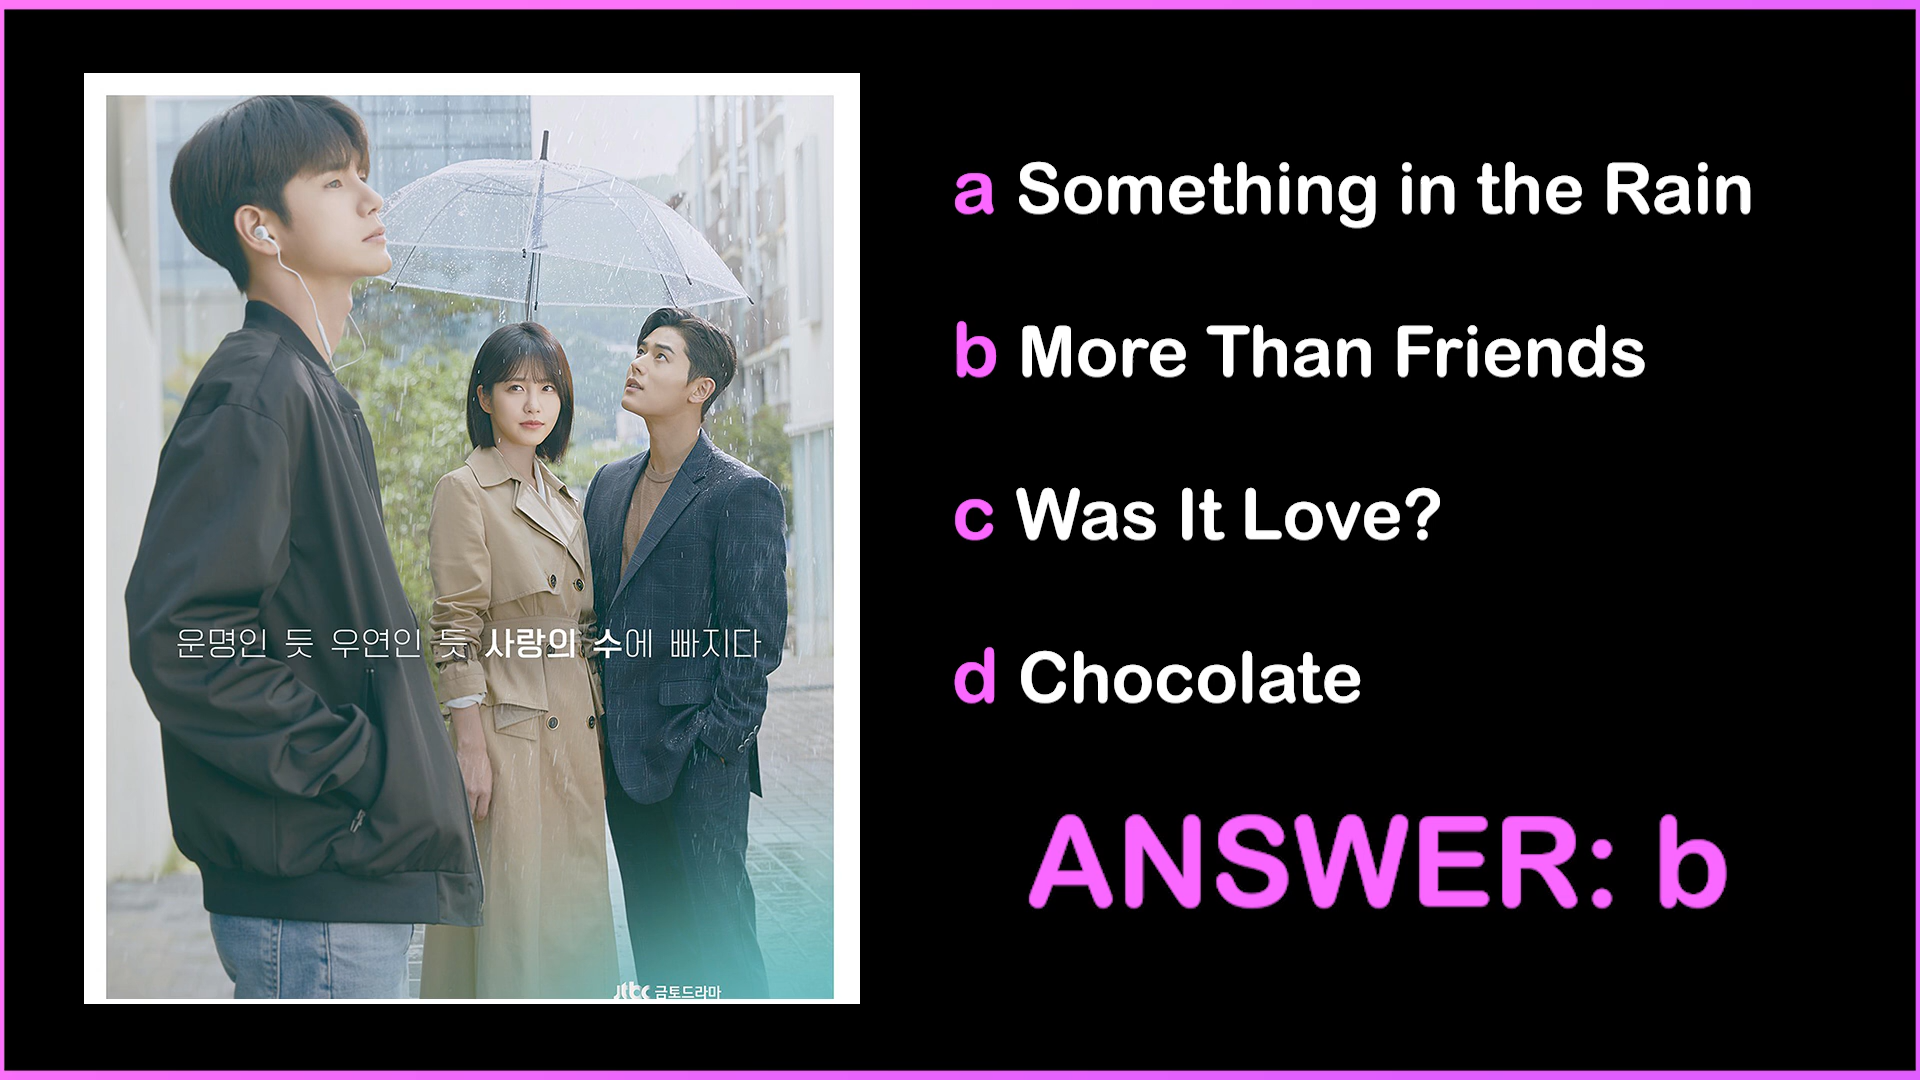 운명인 듯 우연인 듯 사랑의 수에 빠지다
JTBC 금토드라마
a Something in the Rain
b More Than Friends
c Was It Love?
d Chocolate
ANSWER: b